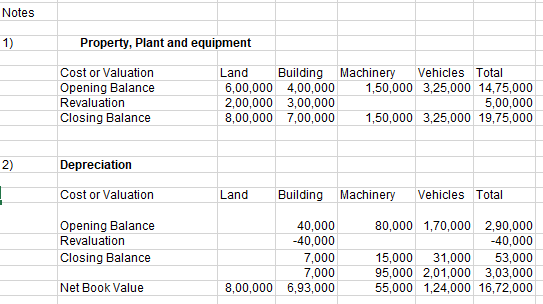 Notes
1) Property, Plant and equipment
Cost or Valuation Land Building Machinery Vehicles Total
Opening Balance 6,00,000 4,00,000 1,50,000 3,25,000 14,75,000
Revaluation 2,00,000 3,00,000 5,00,000
Closing Balance 8,00,000 7,00,000 1,50,000 3,25,000 19,75,000
2) Depreciation
Cost or Valuation Land Building Machinery Vehicles Total
Opening Balance 40,000 80,000 1,70,000 2,90,000
Revaluation -40,000 -40,000
Closing Balance 7,000 15,000 31,000 53,000
7,000 95,000 2,01,000 3,03,000
Net Book Value 8,00,000 6,93,000 55,000 1,24,000 16,72,000